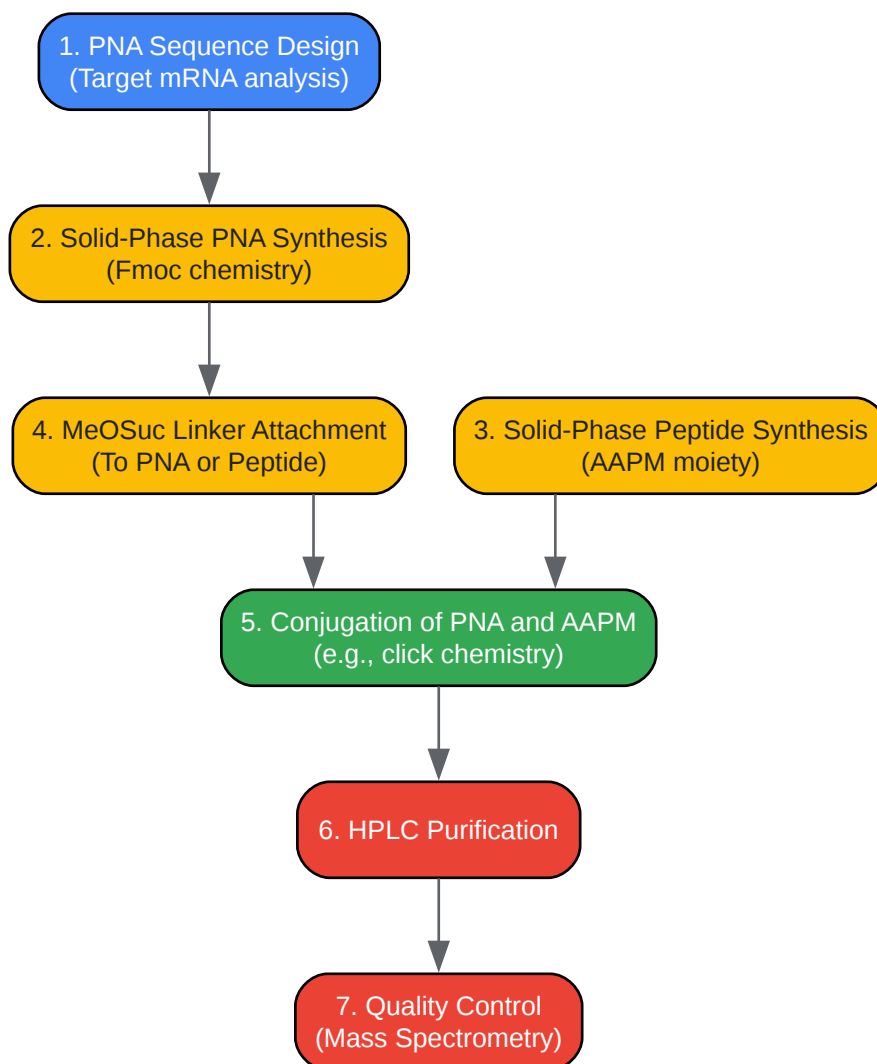 1. PNA Sequence Design
(Target mRNA analysis)
2. Solid-Phase PNA Synthesis
(Fmoc chemistry)
4. MeOSuc Linker Attachment
(To PNA or Peptide)
3. Solid-Phase Peptide Synthesis
(AAPM moiety)
5. Conjugation of PNA and AAPM
(e.g., click chemistry)
6. HPLC Purification
7. Quality Control
(Mass Spectrometry)